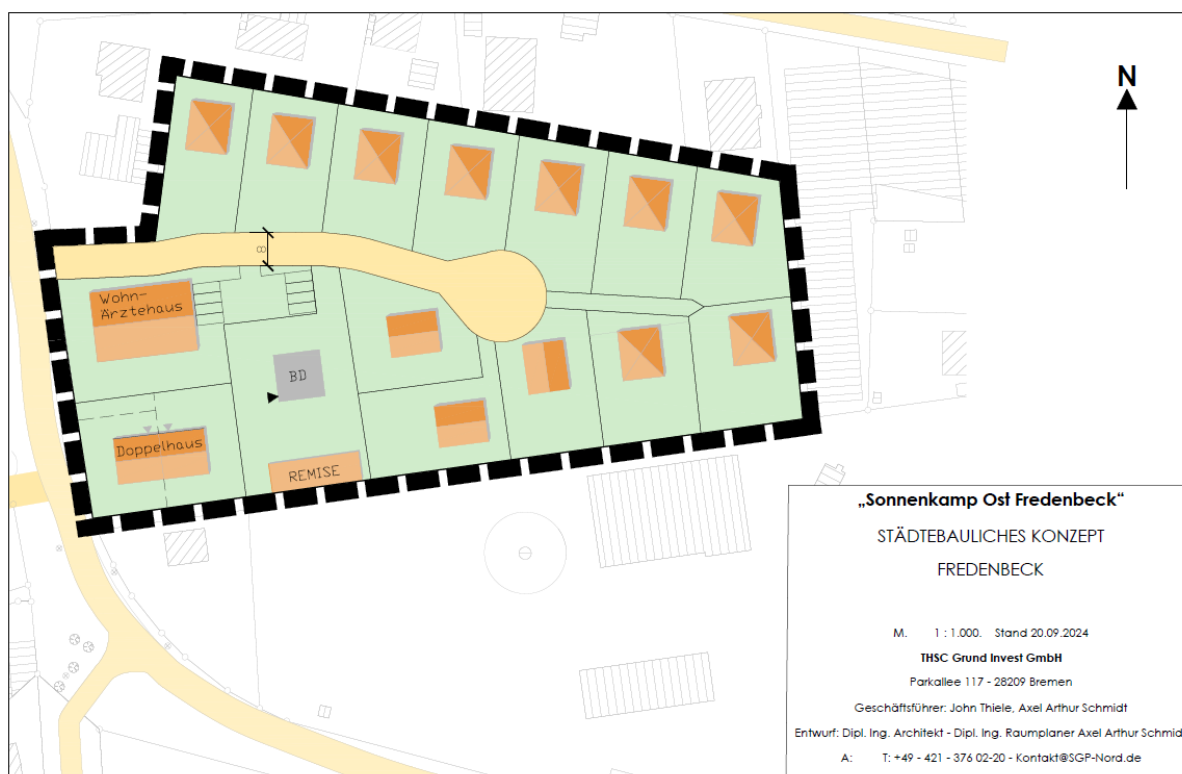 N
8
Wohn-
Ärztehaus
BD
Doppelhaus
REMISE
„Sonnenkamp Ost Fredenbeck“
STÄDTEBAULICHES KONZEPT
FREDENBECK
M. 1 : 1.000. Stand 20.09.2024
THSC Grund Invest GmbH
Parkallee 117 - 28209 Bremen
Geschäftsführer: John Thiele, Axel Arthur Schmidt
Entwurf: Dipl. Ing. Architekt - Dipl. Ing. Raumplaner Axel Arthur Schmid
A: T: +49 - 421 - 376 02-20 - Kontakt@SGP-Nord.de